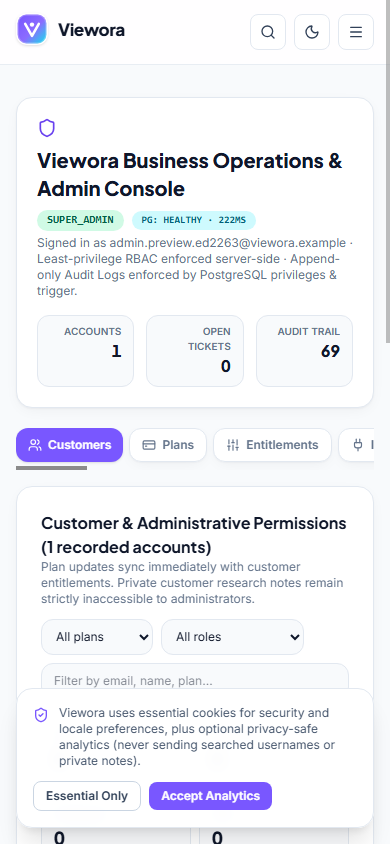 Viewora
Viewora Business Operations &
Admin Console
SUPER_ADMIN
PG: HEALTHY · 222MS
Signed in as admin.preview.ed2263@viewora.example ·
Least-privilege RBAC enforced server-side · Append-
only Audit Logs enforced by PostgreSQL privileges &
trigger.
ACCOUNTS
1
OPEN
TICKETS
0
AUDIT TRAIL
69
Customers
Plans
Entitlements
Customer & Administrative Permissions
(1 recorded accounts)
Plan updates sync immediately with customer
entitlements. Private customer research notes remain
strictly inaccessible to administrators.
All plans
All roles
Filter by email, name, plan...
Viewora uses essential cookies for security and
locale preferences, plus optional privacy-safe
analytics (never sending searched usernames or
private notes).
Essential Only
Accept Analytics
0
0